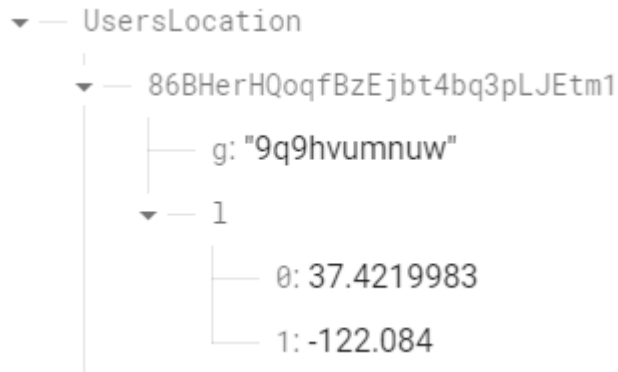 UsersLocation
86BHerHQoqfBzEjbt4bq3pLJEtm1
g: "9q9hvumnuw"
l
0: 37.4219983
1: -122.084